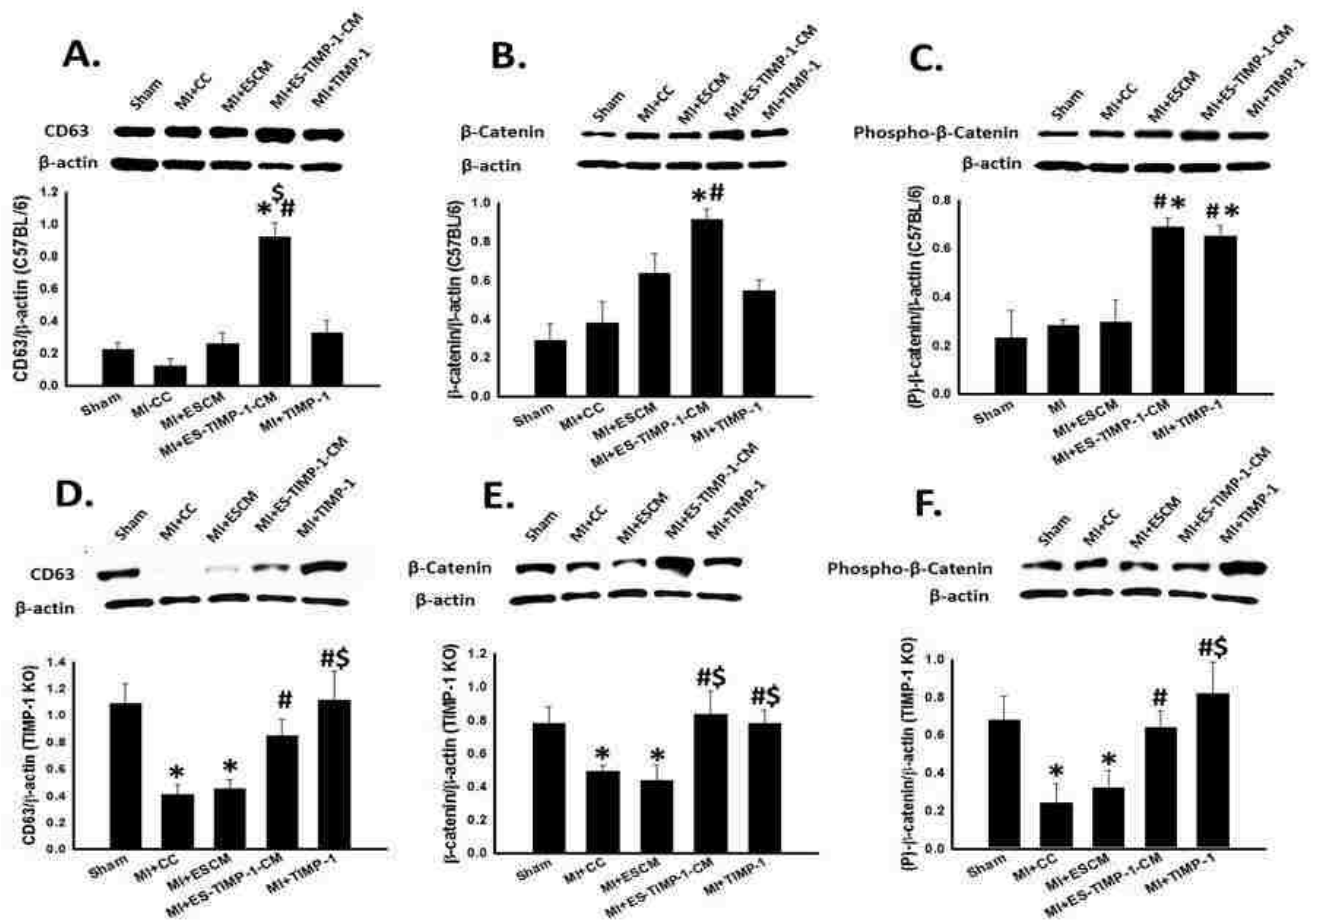 A.
Sham
MI+CC
MI+ESCM
MI+ES-TIMP-1-CM
MI+TIMP-1
CD63
β-actin
CD63/β-actin (C57BL/6)
1.2
1.0
0.8
0.6
0.4
0.2
0.0
$
*#
Sham
MI-CC
MI+ESCM
MI+ES-TIMP-1-CM
MI+TIMP-1
B.
Sham
MI+CC
MI+ESCM
MI+ES-TIMP-1-CM
MI+TIMP-1
β-Catenin
β-actin
β-catenin/β-actin (C57BL/6)
1.0
0.8
0.6
0.4
0.2
0.0
*#
Sham
MI+CC
MI+ESCM
MI+ES-TIMP-1-CM
MI+TIMP-1
C.
Sham
MI+CC
MI+ESCM
MI+ES-TIMP-1-CM
MI+TIMP-1
Phospho-β-Catenin
β-actin
(P)-β-catenin/β-actin (C57BL/6)
0.8
0.6
0.4
0.2
0.0
#*
#*
Sham
MI
MI+ESCM
MI+ES-TIMP-1-CM
MI+TIMP-1
D.
Sham
MI+CC
MI+ESCM
MI+ES-TIMP-1-CM
MI+TIMP-1
CD63
β-actin
CD63/β-actin (TIMP-1 KO)
1.4
1.2
1.0
0.8
0.6
0.4
0.2
0.0
*
*
#
#$
Sham
MI+CC
MI+ESCM
MI+ES-TIMP-1-CM
MI+TIMP-1
E.
Sham
MI+CC
MI+ESCM
MI+ES-TIMP-1-CM
MI+TIMP-1
β-Catenin
β-actin
β-catenin/β-actin (TIMP-1 KO)
1.2
1.0
0.8
0.6
0.4
0.2
0.0
*
*
#$
#$
Sham
MI+CC
MI+ESCM
MI+ES-TIMP-1-CM
MI+TIMP-1
F.
Sham
MI+CC
MI+ESCM
MI+ES-TIMP-1-CM
MI+TIMP-1
Phospho-β-Catenin
β-actin
(P)-β-catenin/β-actin (TIMP-1 KO)
1.0
0.8
0.6
0.4
0.2
0.0
*
*
#
#$
Sham
MI+CC
MI+ESCM
MI+ES-TIMP-1-CM
MI+TIMP-1